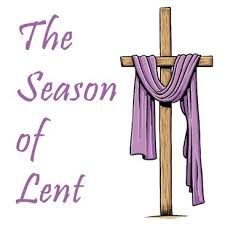 The
Season
of
Lent